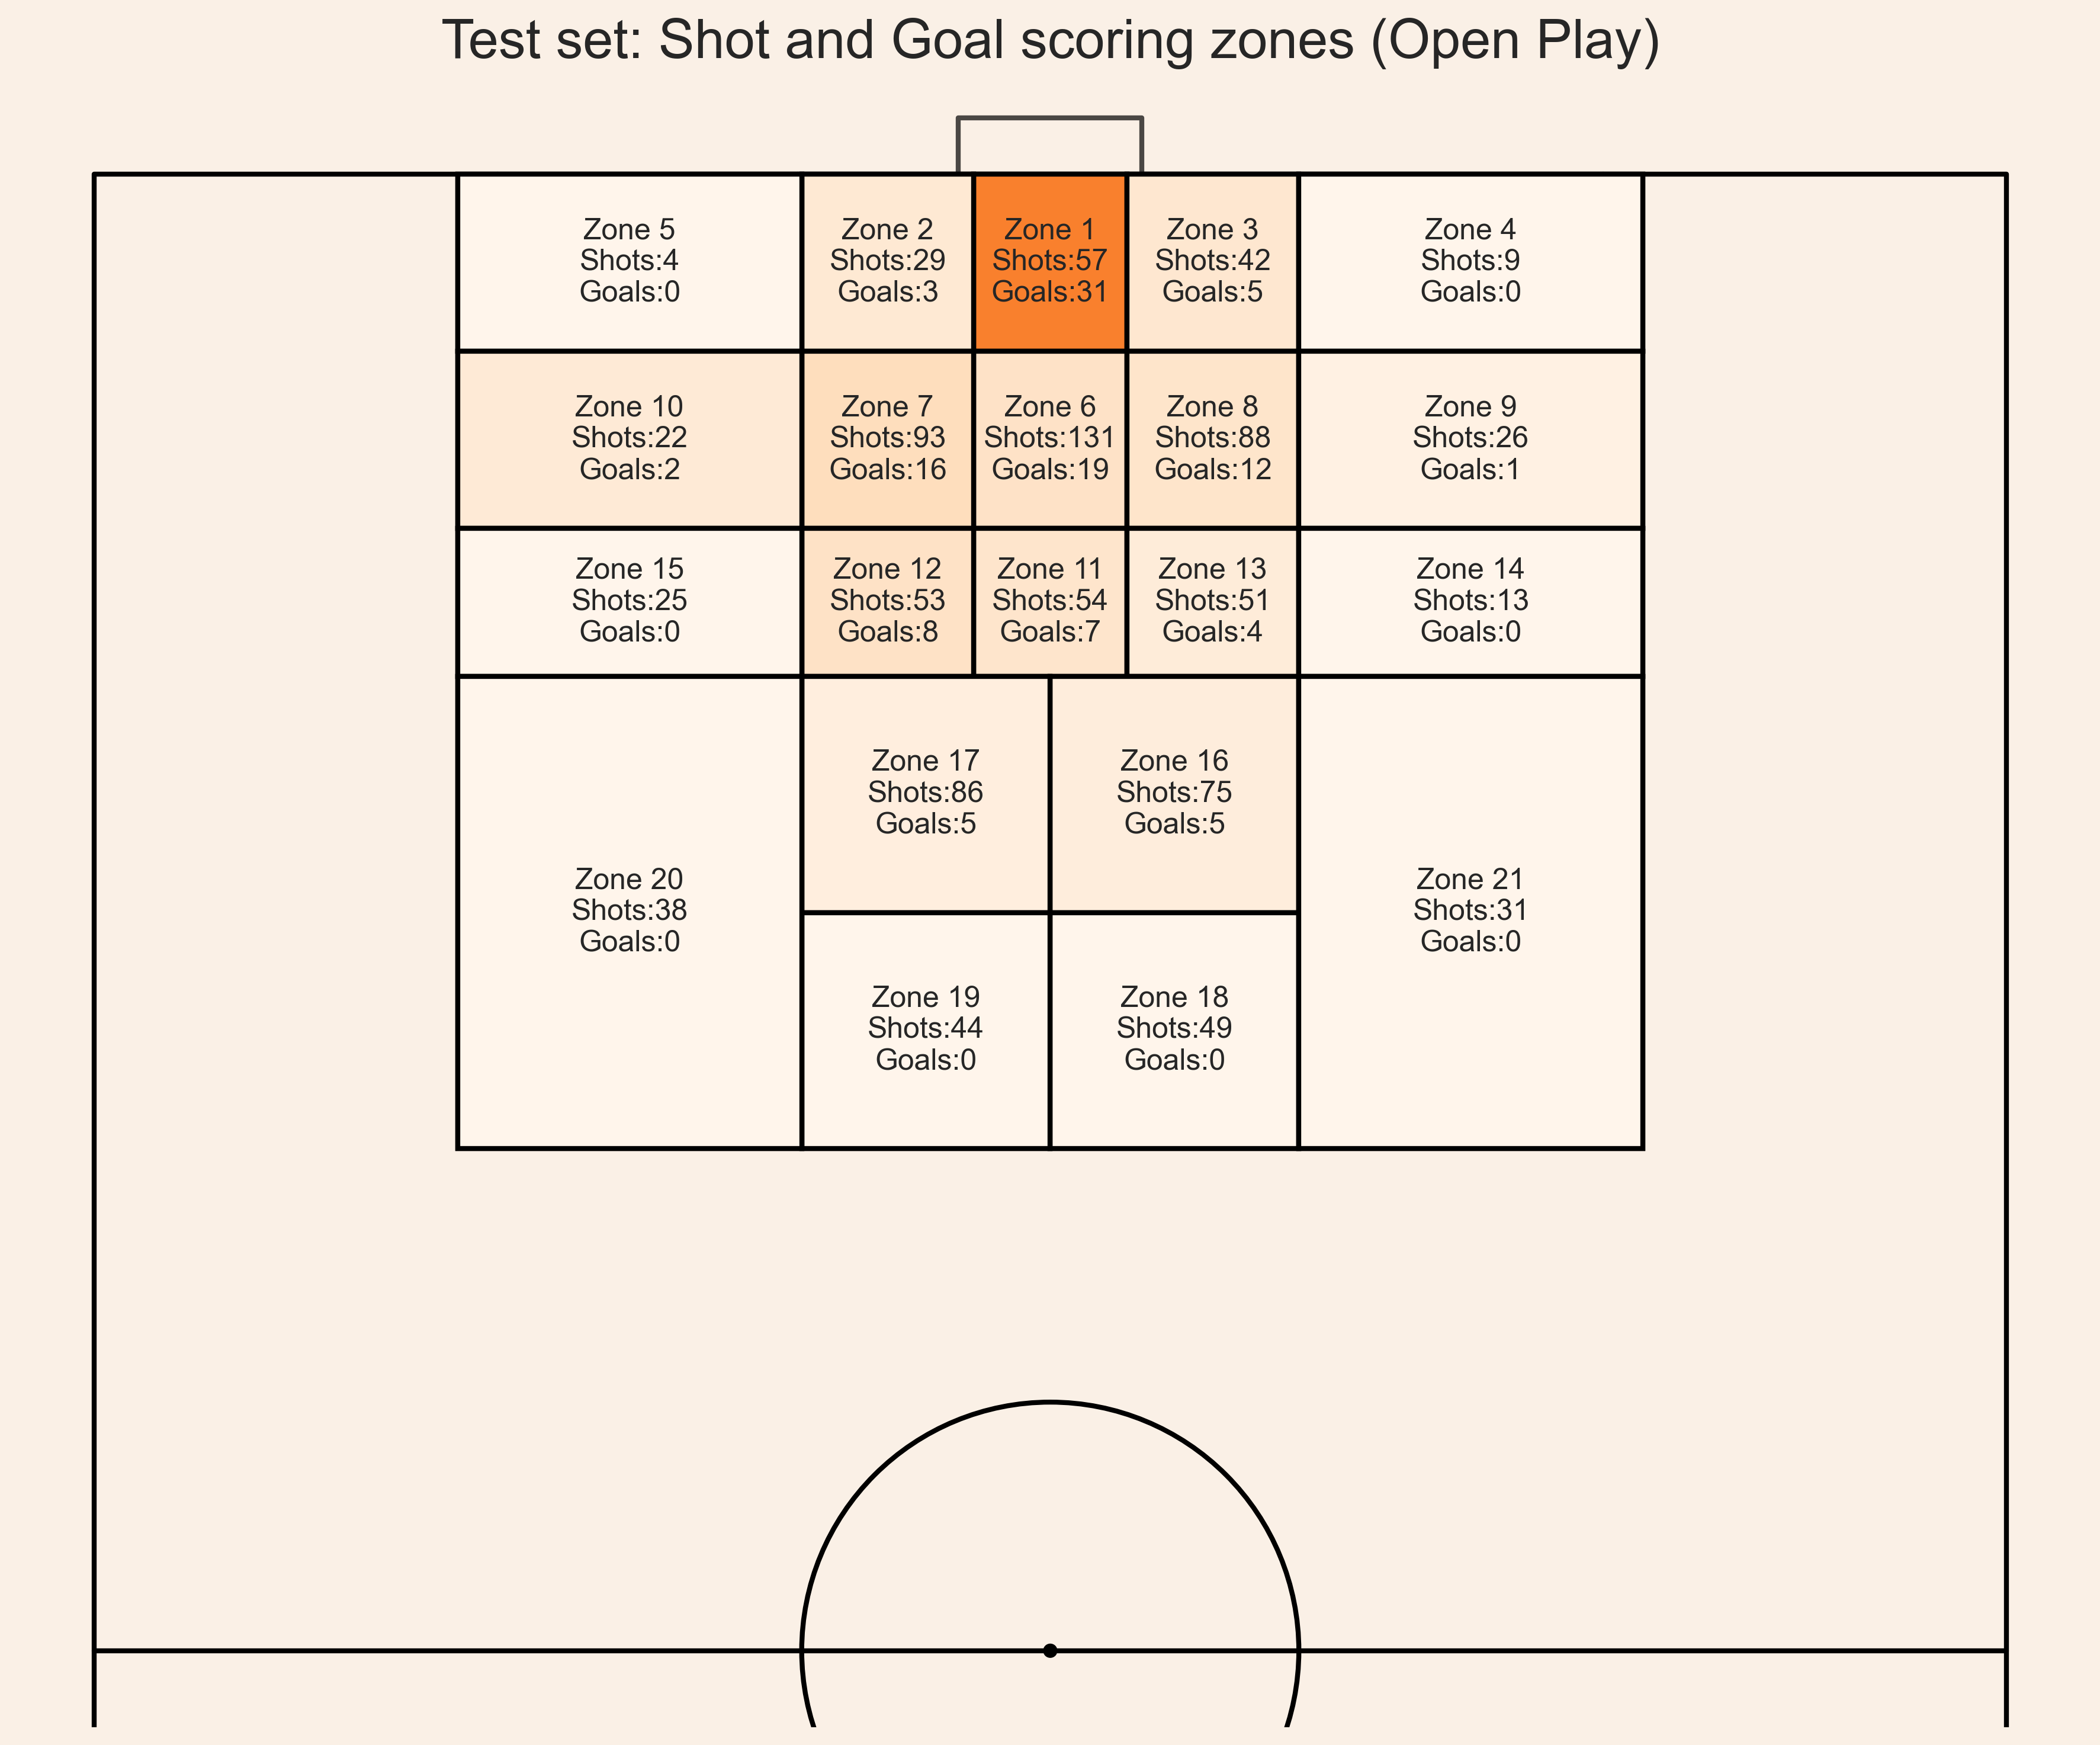 Test set: Shot and Goal scoring zones (Open Play)
Zone 5
Shots:4
Goals:0
Zone 2
Shots:29
Goals:3
Zone 1
Shots:57
Goals:31
Zone 3
Shots:42
Goals:5
Zone 4
Shots:9
Goals:0
Zone 10
Shots:22
Goals:2
Zone 7
Shots:93
Goals:16
Zone 6
Shots:131
Goals:19
Zone 8
Shots:88
Goals:12
Zone 9
Shots:26
Goals:1
Zone 15
Shots:25
Goals:0
Zone 12
Shots:53
Goals:8
Zone 11
Shots:54
Goals:7
Zone 13
Shots:51
Goals:4
Zone 14
Shots:13
Goals:0
Zone 17
Shots:86
Goals:5
Zone 16
Shots:75
Goals:5
Zone 20
Shots:38
Goals:0
Zone 21
Shots:31
Goals:0
Zone 19
Shots:44
Goals:0
Zone 18
Shots:49
Goals:0